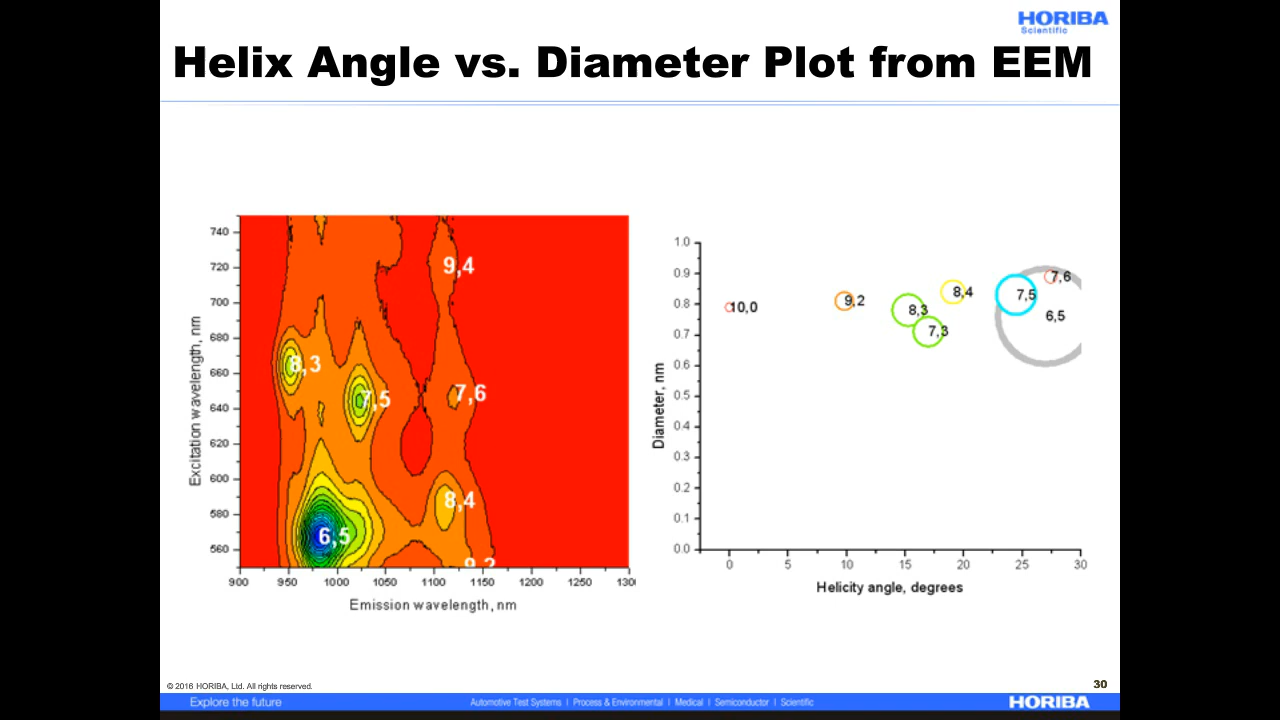 HORIBA
Scientific
Helix Angle vs. Diameter Plot from EEM
740
720
700
680
660
640
620
600
580
560
Excitation wavelength, nm
9,4
8,3
7,5
7,6
8,4
6,5
9,2
900 950 1000 1050 1100 1150 1200 1250 1300
Emission wavelength, nm
1.0
0.9
0.8
0.7
0.6
0.5
0.4
0.3
0.2
0.1
0.0
Diameter, nm
10,0
9,2
8,3
7,3
8,4
7,5
7,6
6,5
0 5 10 15 20 25 30
Helicity angle, degrees
© 2016 HORIBA, Ltd. All rights reserved.
30
Explore the future
Automotive Test Systems | Process & Environmental | Medical | Semiconductor | Scientific
HORIBA